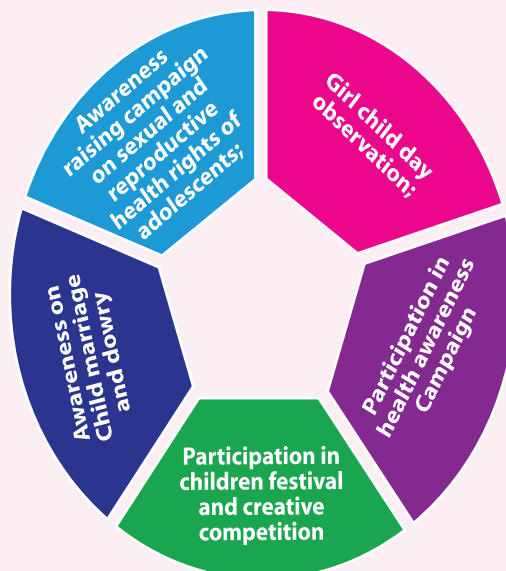 Awareness
raising campaign
on sexual and
reproductive
health rights of
adolescents;
Girl child day
observation;
Participation in
health awareness
Campaign
Participation in
children festival
and creative
competition
Awareness on
Child marriage
and dowry